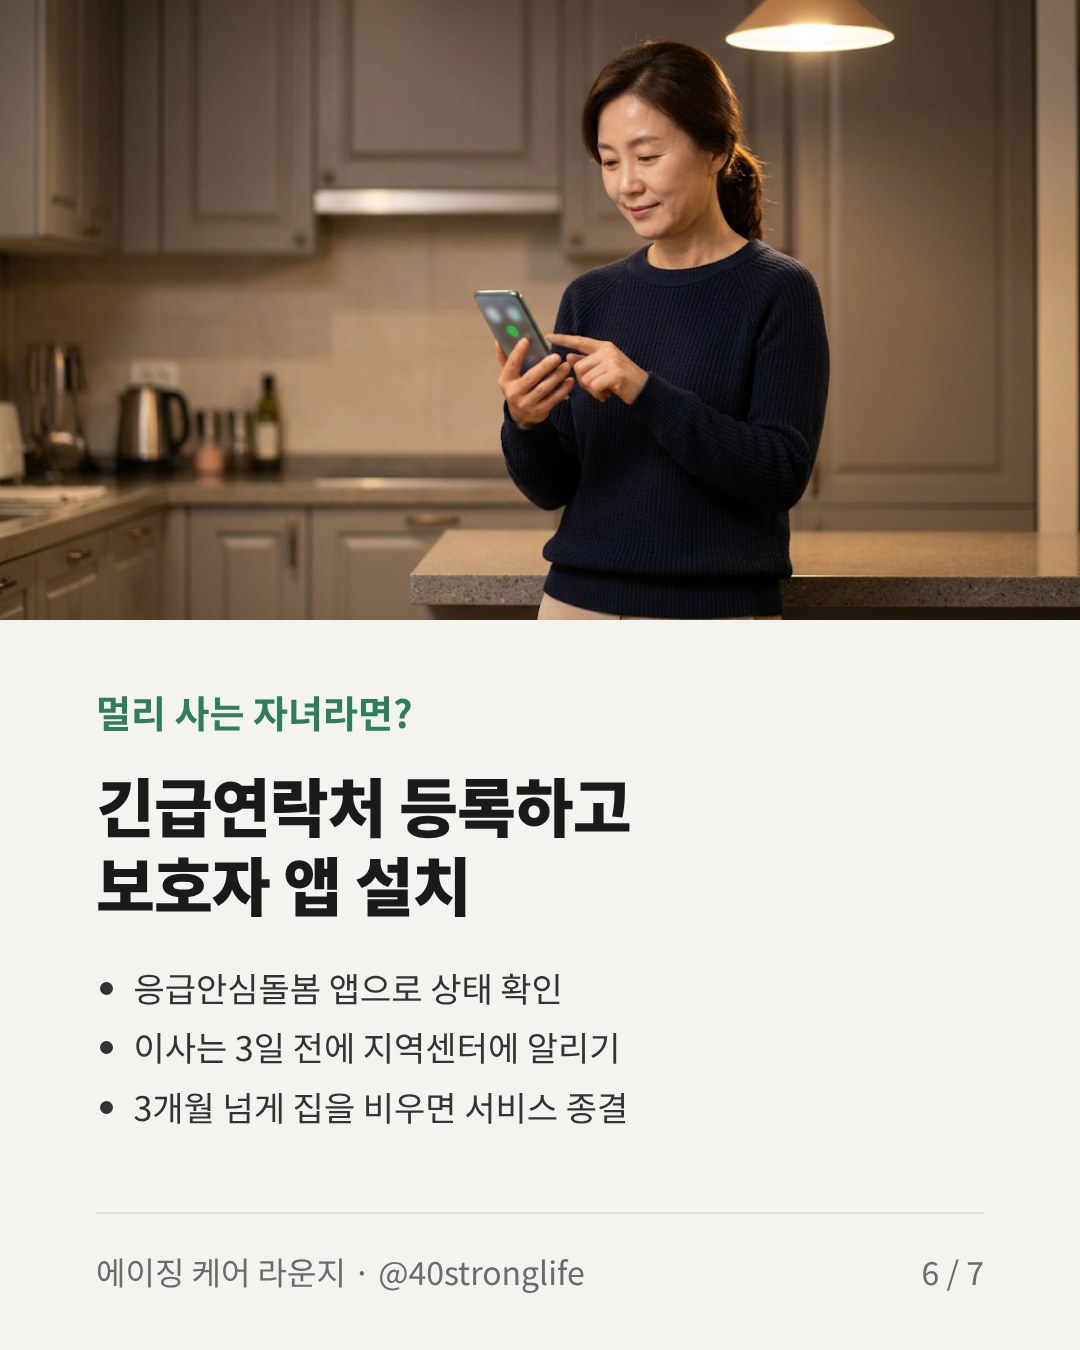 멀리 사는 자녀라면?
긴급연락처 등록하고
보호자 앱 설치
• 응급안심돌봄 앱으로 상태 확인
• 이사는 3일 전에 지역센터에 알리기
• 3개월 넘게 집을 비우면 서비스 종결
에이징 케어 라운지 · @40stronglife
6 / 7